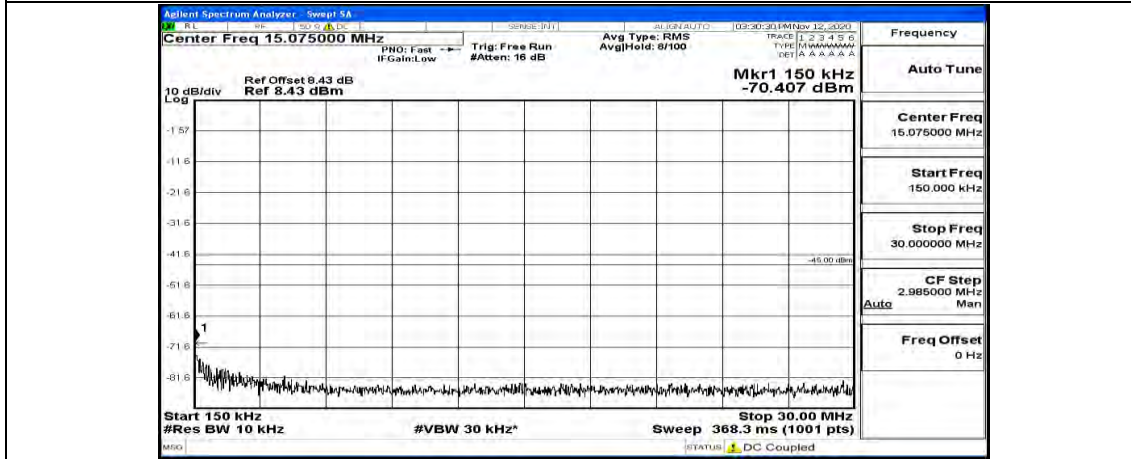 Agilent Spectrum Analyzer - Swept SA
RL RF 50 Ω DC SENSE:INT ALIGN AUTO 03:30:30 PM Nov 12, 2020
Center Freq 15.075000 MHz
PNO: Fast
IFGain:Low
Trig: Free Run
#Atten: 16 dB
Avg Type: RMS
Avg|Hold: 8/100
TRACE 1 2 3 4 5 6
TYPE MWWWWW
DET A A A A A A
Frequency
Auto Tune
Ref Offset 8.43 dB
10 dB/div Ref 8.43 dBm
Log
Mkr1 150 kHz
-70.407 dBm
Center Freq
15.075000 MHz
Start Freq
150.000 kHz
Stop Freq
30.000000 MHz
CF Step
2.985000 MHz
Auto Man
Freq Offset
0 Hz
-1.57
-11.6
-21.6
-31.6
-41.6
-45.00 dBm
-51.6
-61.6
1
-71.6
-81.6
Start 150 kHz Stop 30.00 MHz
#Res BW 10 kHz #VBW 30 kHz* Sweep 368.3 ms (1001 pts)
MSG STATUS DC Coupled